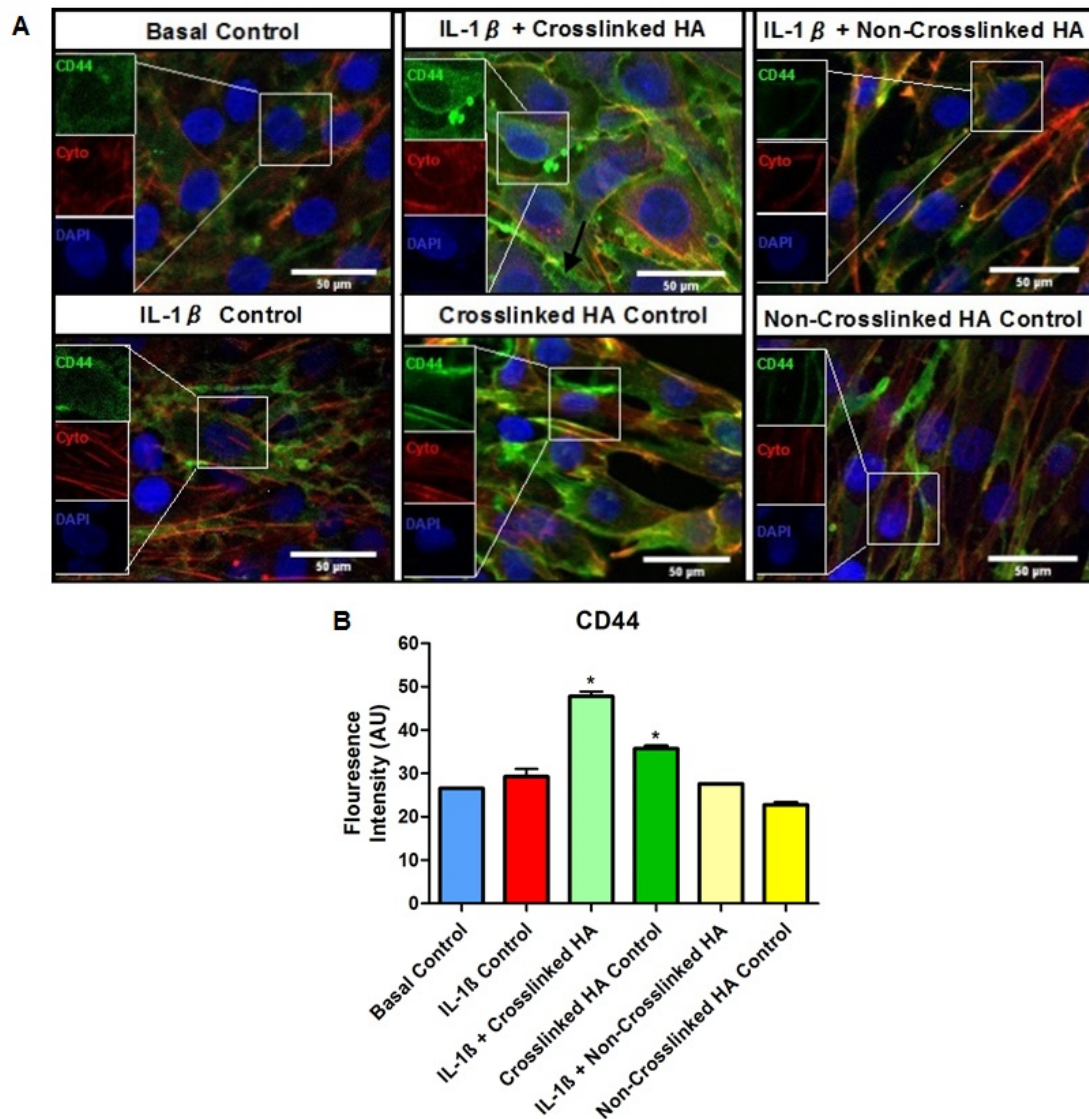 A
Basal Control
CD44
Cyto
DAPI
50 µm
IL-1β + Crosslinked HA
CD44
Cyto
DAPI
50 µm
IL-1β + Non-Crosslinked HA
CD44
Cyto
DAPI
50 µm
IL-1β Control
CD44
Cyto
DAPI
50 µm
Crosslinked HA Control
CD44
Cyto
DAPI
50 µm
Non-Crosslinked HA Control
CD44
Cyto
DAPI
50 µm
B
CD44
Flouresence
Intensity (AU)
60
50
40
30
20
10
0
*
*
Basal Control
IL-1ß Control
IL-1ß + Crosslinked HA
Crosslinked HA Control
IL-1ß + Non-Crosslinked HA
Non-Crosslinked HA Control